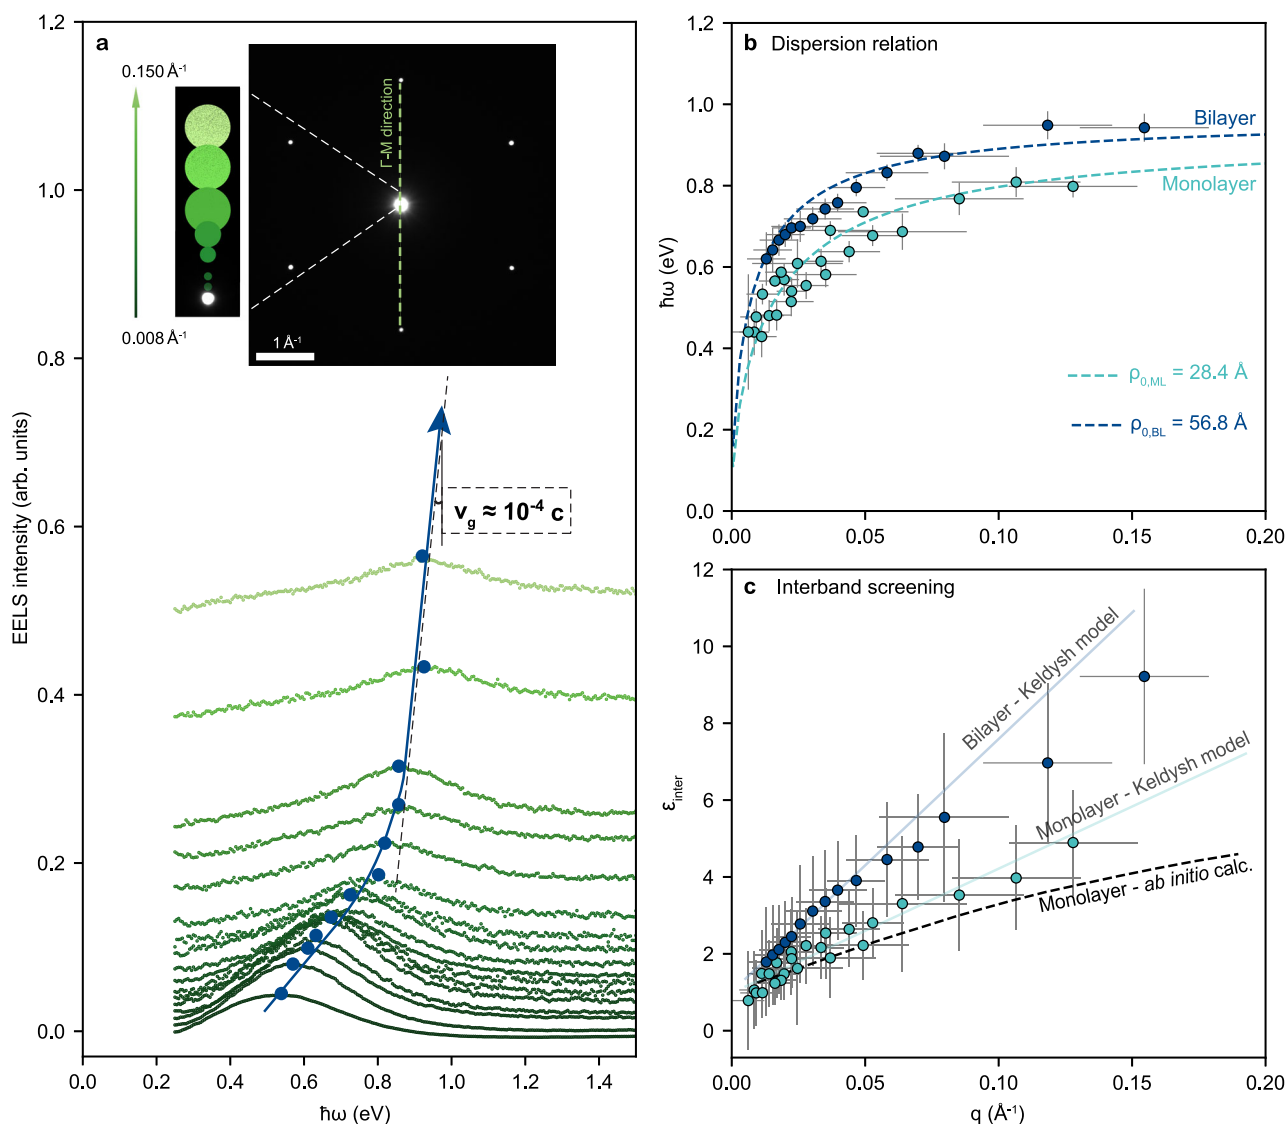 a
0.150 Å⁻¹
0.008 Å⁻¹
Γ-M direction
1 Å⁻¹
v_g ≈ 10⁻⁴ c
EELS intensity (arb. units)
1.2
1.0
0.8
0.6
0.4
0.2
0.0
0.0 0.2 0.4 0.6 0.8 1.0 1.2 1.4
ħω (eV)
b Dispersion relation
Bilayer
Monolayer
ρ₀,ML = 28.4 Å
ρ₀,BL = 56.8 Å
ħω (eV)
1.2
1.0
0.8
0.6
0.4
0.2
0.0
0.00 0.05 0.10 0.15 0.20
c Interband screening
Bilayer - Keldysh model
Monolayer - Keldysh model
Monolayer - ab initio calc.
ε_inter
12
10
8
6
4
2
0
0.00 0.05 0.10 0.15 0.20
q (Å⁻¹)